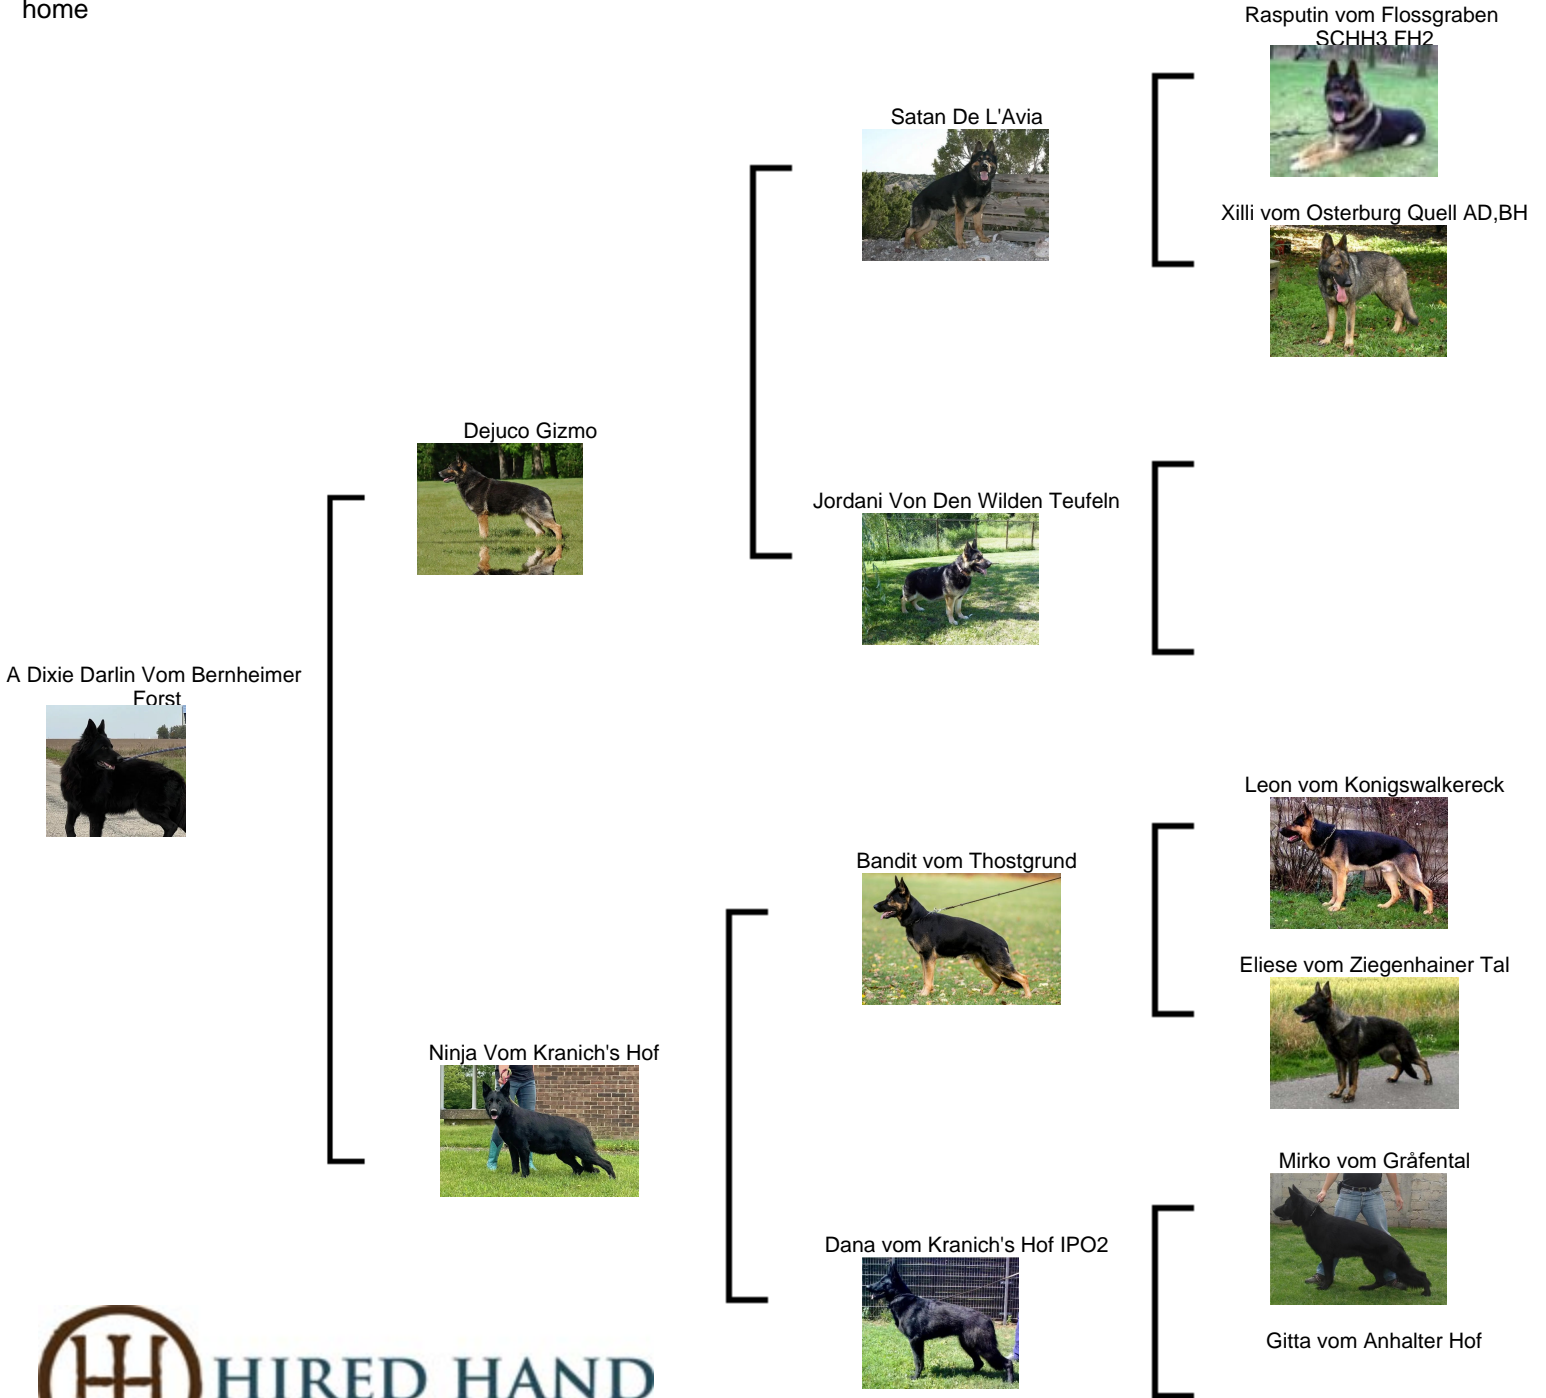 home
Rasputin vom Flossgraben
SCHH3 FH2
Satan De L'Avia
Xilli vom Osterburg Quell AD,BH
Dejuco Gizmo
Jordani Von Den Wilden Teufeln
A Dixie Darlin Vom Bernheimer
Forst
Leon vom Konigswalkereck
Bandit vom Thostgrund
Eliese vom Ziegenhainer Tal
Ninja Vom Kranich's Hof
Mirko vom Gråfental
Dana vom Kranich's Hof IPO2
Gitta vom Anhalter Hof
HIRED HAND